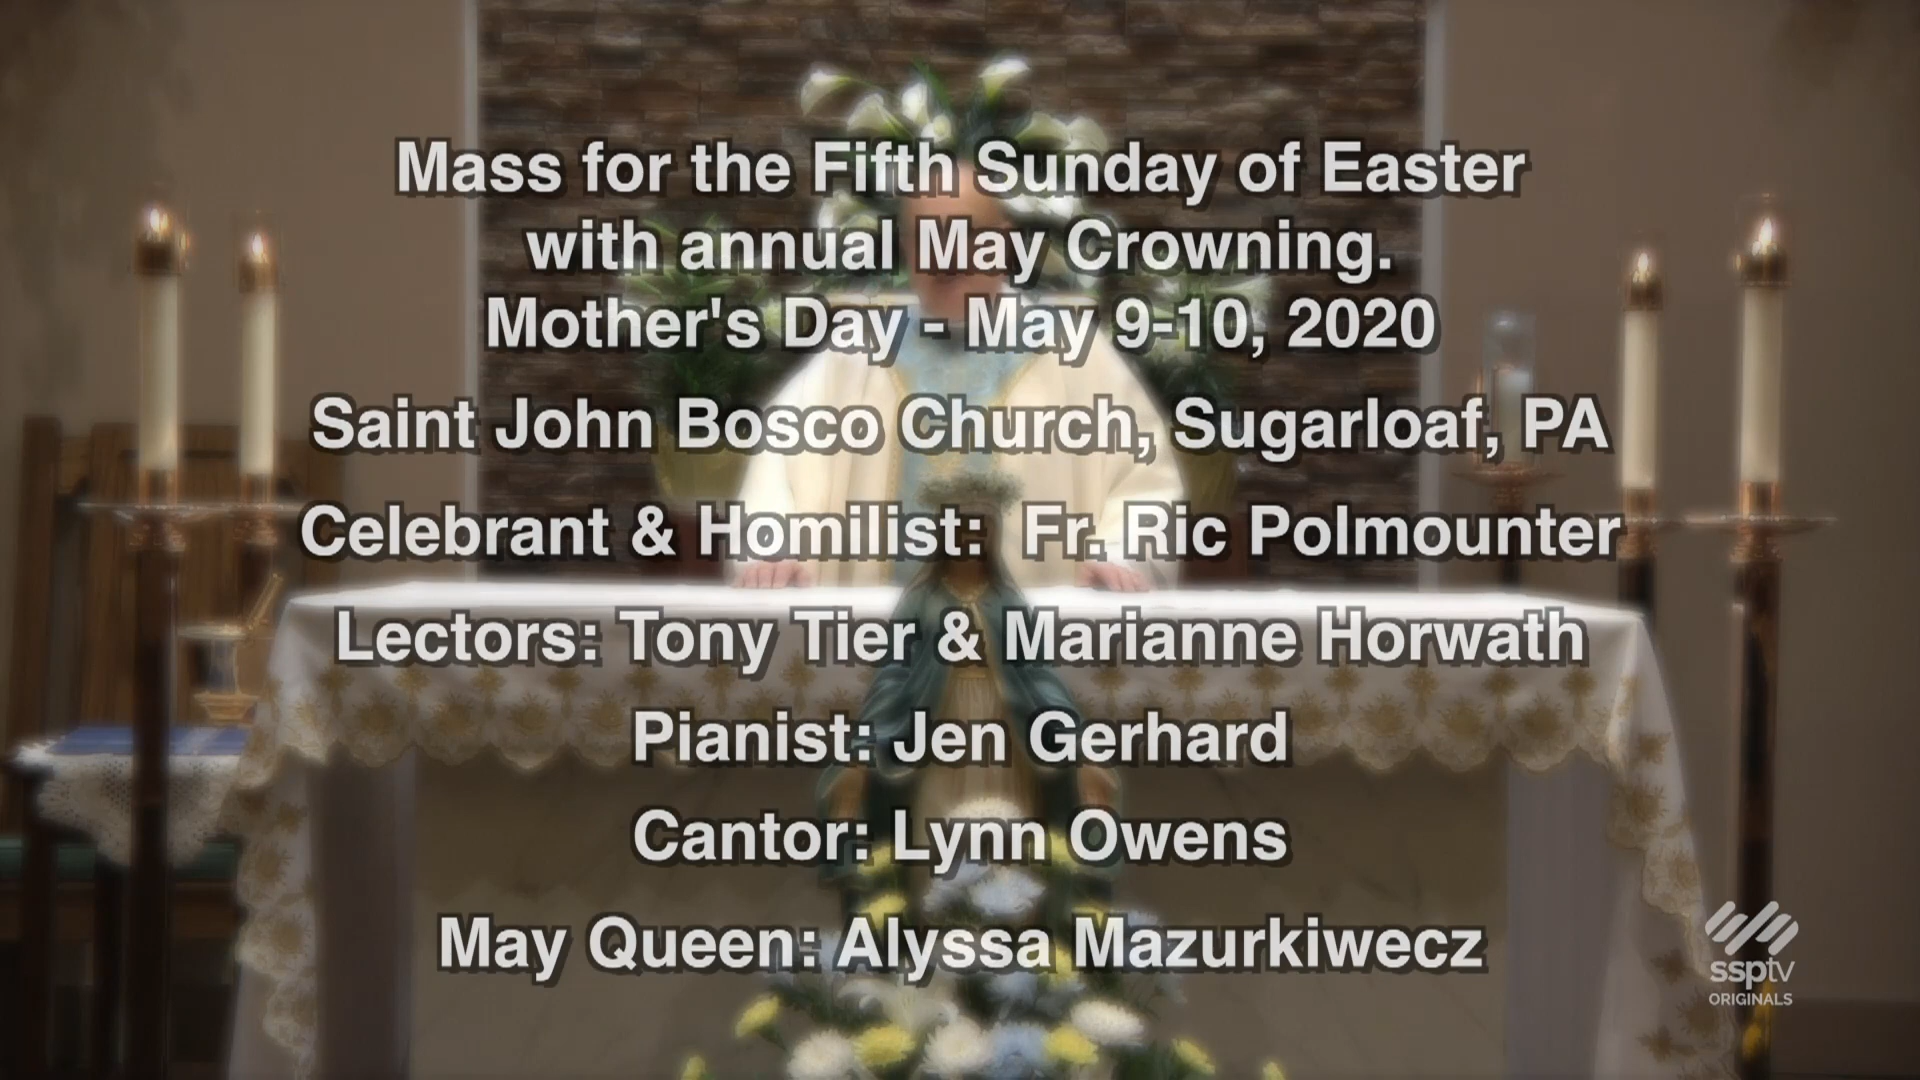 Mass for the Fifth Sunday of Easter
with annual May Crowning.
Mother's Day - May 9-10, 2020
Saint John Bosco Church, Sugarloaf, PA
Celebrant & Homilist:  Fr. Ric Polmounter
Lectors: Tony Tier & Marianne Horwath
Pianist: Jen Gerhard
Cantor: Lynn Owens
May Queen: Alyssa Mazurkiwecz
ssptv
ORIGINALS